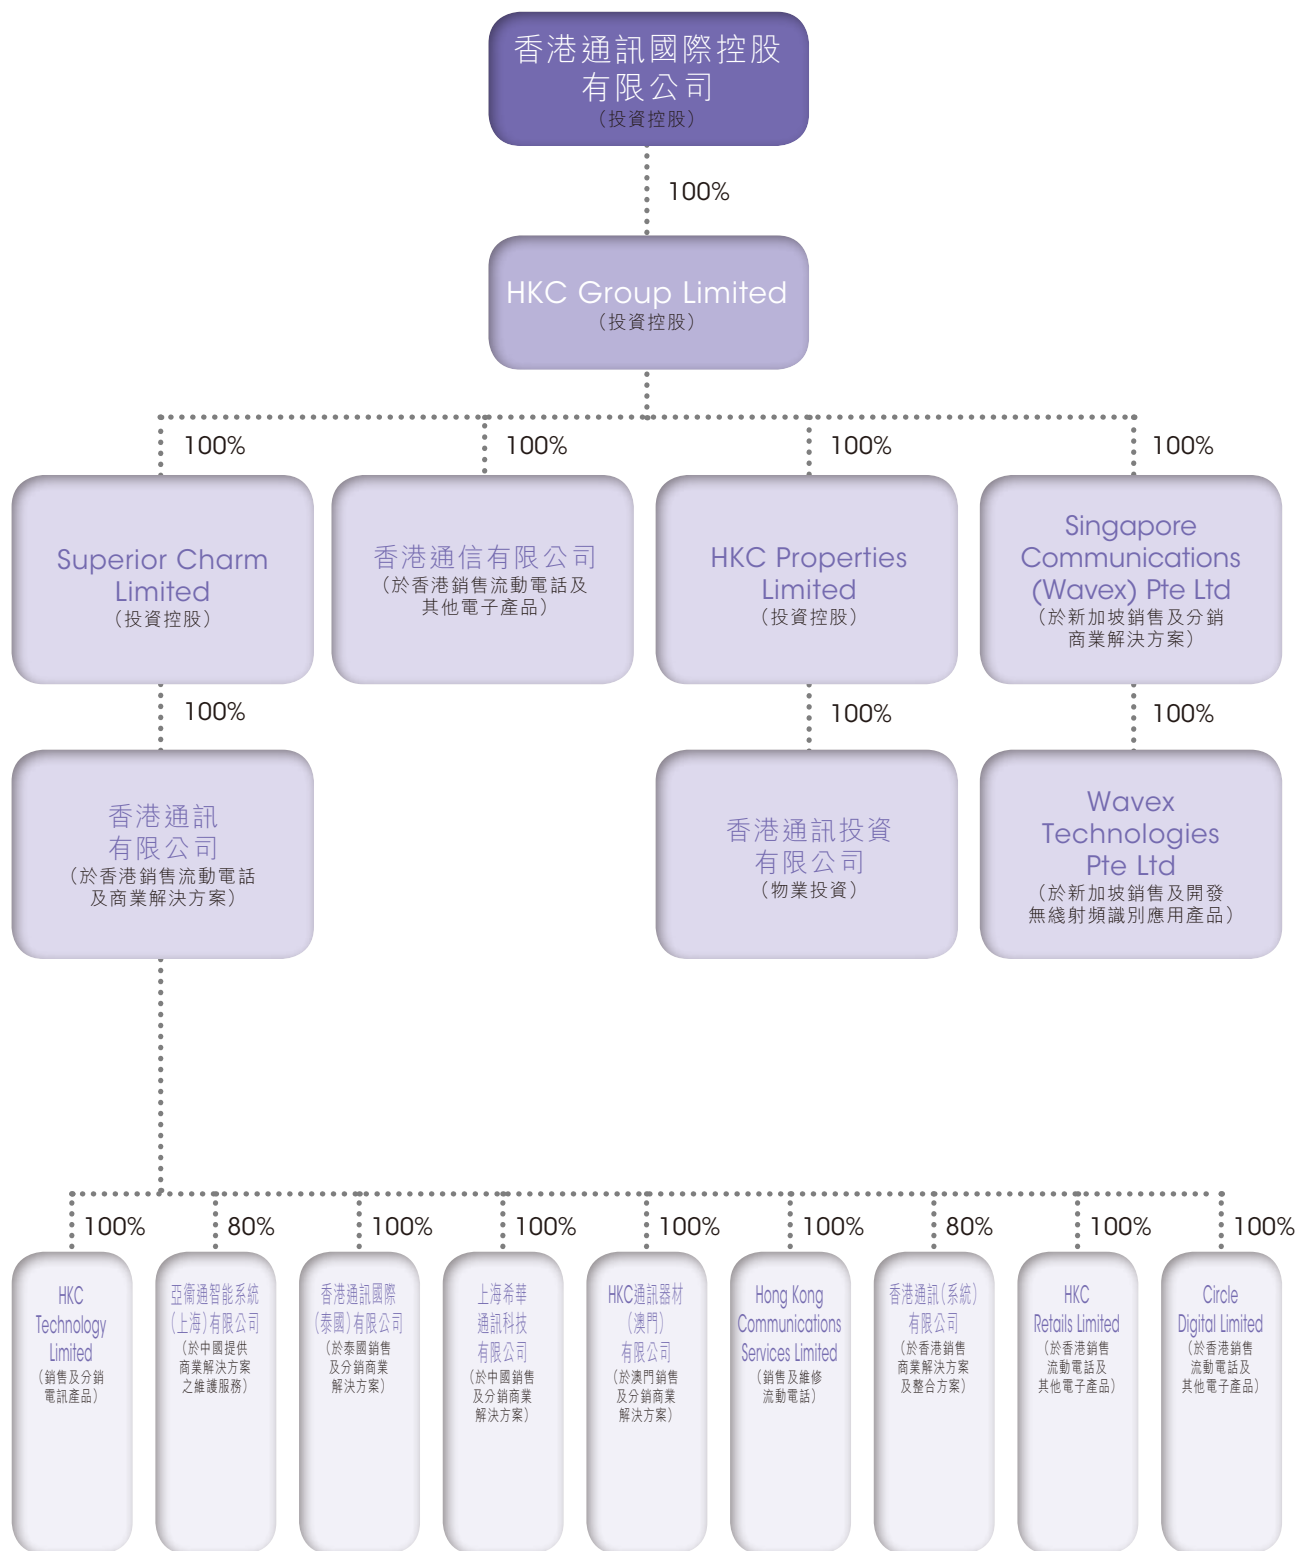 香港通訊國際控股
有限公司
（投資控股）
100%
HKC Group Limited
（投資控股）
100%
100%
100%
100%
Superior Charm
Limited
（投資控股）
香港通信有限公司
（於香港銷售流動電話及
其他電子產品）
HKC Properties
Limited
（投資控股）
Singapore
Communications
(Wavex) Pte Ltd
（於新加坡銷售及分銷
商業解決方案）
100%
100%
100%
香港通訊
有限公司
（於香港銷售流動電話
及商業解決方案）
香港通訊投資
有限公司
（物業投資）
Wavex
Technologies
Pte Ltd
（於新加坡銷售及開發
無綫射頻識別應用產品）
100%
80%
100%
100%
100%
100%
80%
100%
100%
HKC
Technology
Limited
（銷售及分銷
電訊產品）
亞衞通智能系統
（上海）有限公司
（於中國提供
商業解決方案
之維護服務）
香港通訊國際
（泰國）有限公司
（於泰國銷售
及分銷商業
解決方案）
上海希華
通訊科技
有限公司
（於中國銷售
及分銷商業
解決方案）
HKC通訊器材
（澳門）
有限公司
（於澳門銷售
及分銷商業
解決方案）
Hong Kong
Communications
Services Limited
（銷售及維修
流動電話）
香港通訊（系統）
有限公司
（於香港銷售
商業解決方案
及整合方案）
HKC
Retails Limited
（於香港銷售
流動電話及
其他電子產品）
Circle
Digital Limited
（於香港銷售
流動電話及
其他電子產品）